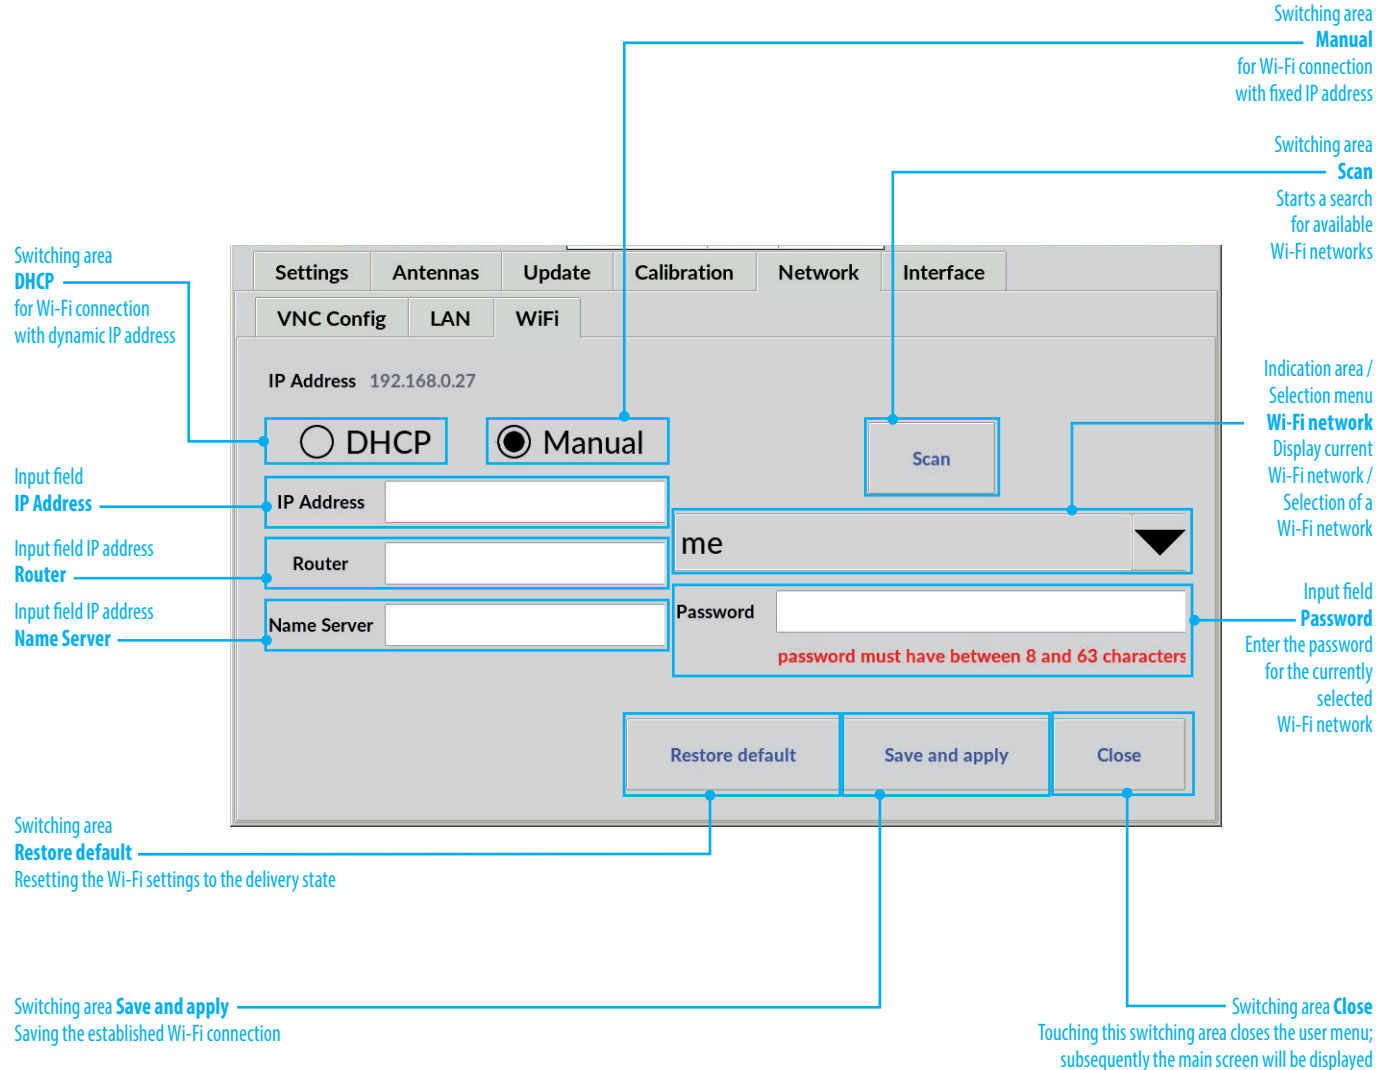 Switching area
Manual
for Wi-Fi connection
with fixed IP address
Switching area
Scan
Starts a search
for available
Wi-Fi networks
Switching area
DHCP
for Wi-Fi connection
with dynamic IP address
Settings Antennas Update Calibration Network Interface
VNC Config LAN WiFi
IP Address 192.168.0.27
DHCP Manual
Scan
Indication area /
Selection menu
Wi-Fi network
Display current
Wi-Fi network /
Selection of a
Wi-Fi network
Input field
IP Address
IP Address
me
Input field IP address
Router
Router
Input field IP address
Name Server
Name Server
Password
password must have between 8 and 63 characters
Input field
Password
Enter the password
for the currently
selected
Wi-Fi network
Restore default Save and apply Close
Switching area
Restore default
Resetting the Wi-Fi settings to the delivery state
Switching area Save and apply
Saving the established Wi-Fi connection
Switching area Close
Touching this switching area closes the user menu;
subsequently the main screen will be displayed